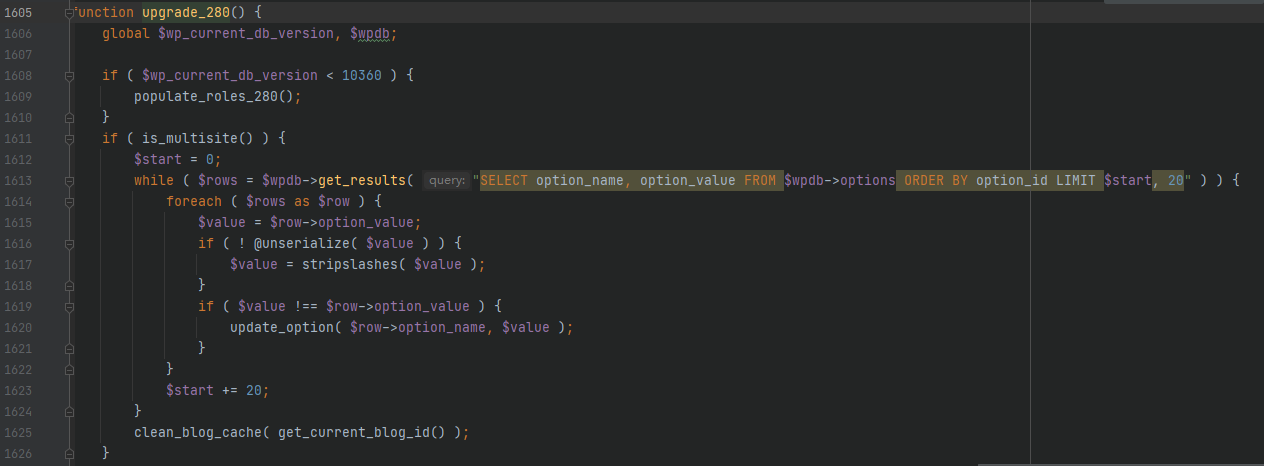 1605 function upgrade_280() {
1606     global $wp_current_db_version, $wpdb;
1607
1608     if ( $wp_current_db_version < 10360 ) {
1609         populate_roles_280();
1610     }
1611     if ( is_multisite() ) {
1612         $start = 0;
1613         while ( $rows = $wpdb->get_results( query: "SELECT option_name, option_value FROM $wpdb->options ORDER BY option_id LIMIT $start, 20" ) ) {
1614             foreach ( $rows as $row ) {
1615                 $value = $row->option_value;
1616                 if ( ! @unserialize( $value ) ) {
1617                     $value = stripslashes( $value );
1618                 }
1619                 if ( $value !== $row->option_value ) {
1620                     update_option( $row->option_name, $value );
1621                 }
1622             }
1623             $start += 20;
1624         }
1625         clean_blog_cache( get_current_blog_id() );
1626     }